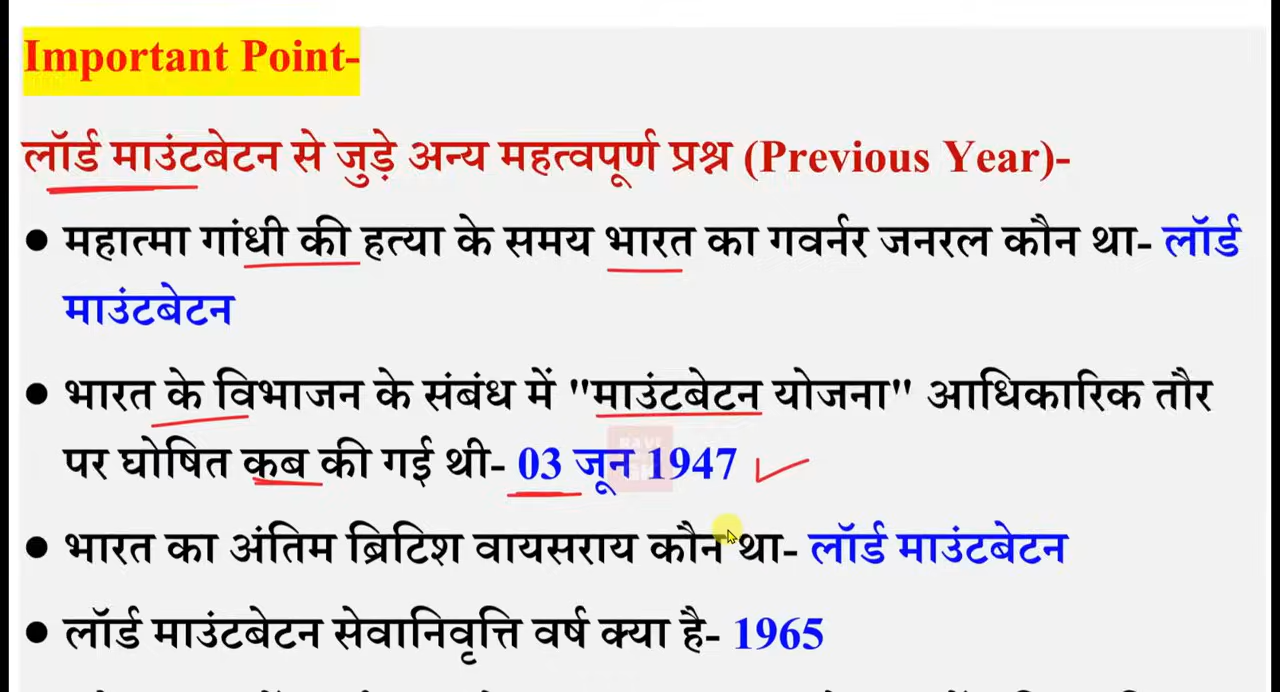 Important Point-
लॉर्ड माउंटबेटन से जुड़े अन्य महत्वपूर्ण प्रश्न (Previous Year)-
● महात्मा गांधी की हत्या के समय भारत का गवर्नर जनरल कौन था- लॉर्ड
माउंटबेटन
● भारत के विभाजन के संबंध में "माउंटबेटन योजना" आधिकारिक तौर
पर घोषित कब की गई थी- 03 जून 1947
● भारत का अंतिम ब्रिटिश वायसराय कौन था- लॉर्ड माउंटबेटन
● लॉर्ड माउंटबेटन सेवानिवृत्ति वर्ष क्या है- 1965